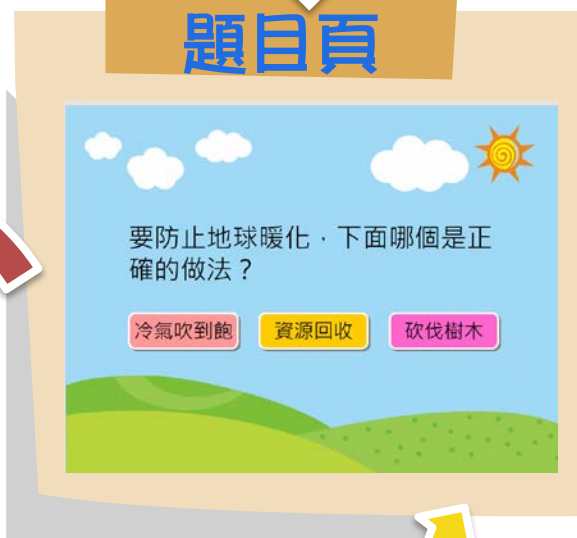 題目頁
要防止地球暖化，下面哪個是正
確的做法？
冷氣吹到飽 資源回收 砍伐樹木